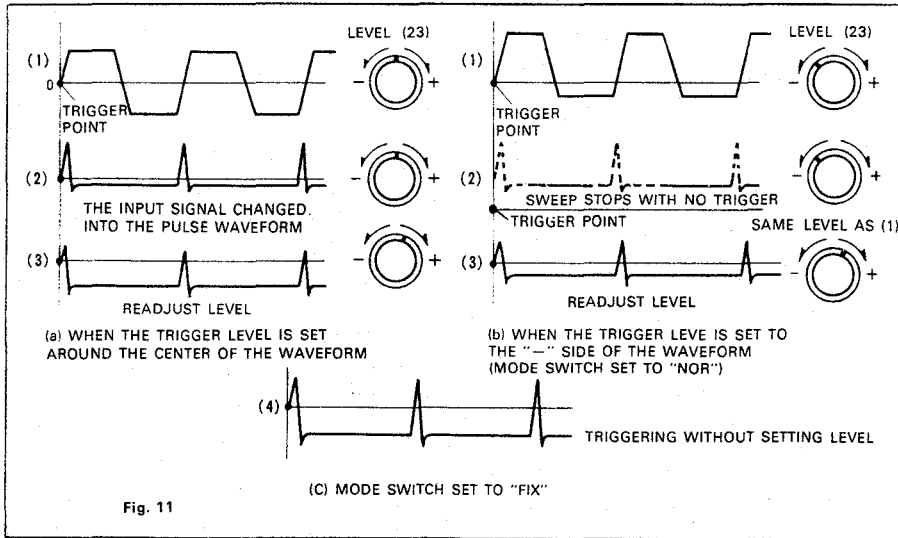 LEVEL (23)
(1)
0
TRIGGER
POINT
- +
(2)
- +
THE INPUT SIGNAL CHANGED.
INTO THE PULSE WAVEFORM
(3)
- +
READJUST LEVEL
(a) WHEN THE TRIGGER LEVEL IS SET
AROUND THE CENTER OF THE WAVEFORM
LEVEL (23)
(1)
- +
TRIGGER
POINT
(2)
- +
SWEEP STOPS WITH NO TRIGGER
TRIGGER POINT
SAME LEVEL AS (1)
(3)
- +
READJUST LEVEL
(b) WHEN THE TRIGGER LEVE IS SET TO
THE "—" SIDE OF THE WAVEFORM
(MODE SWITCH SET TO "NOR")
(4)
TRIGGERING WITHOUT SETTING LEVEL
(C) MODE SWITCH SET TO "FIX"
Fig. 11